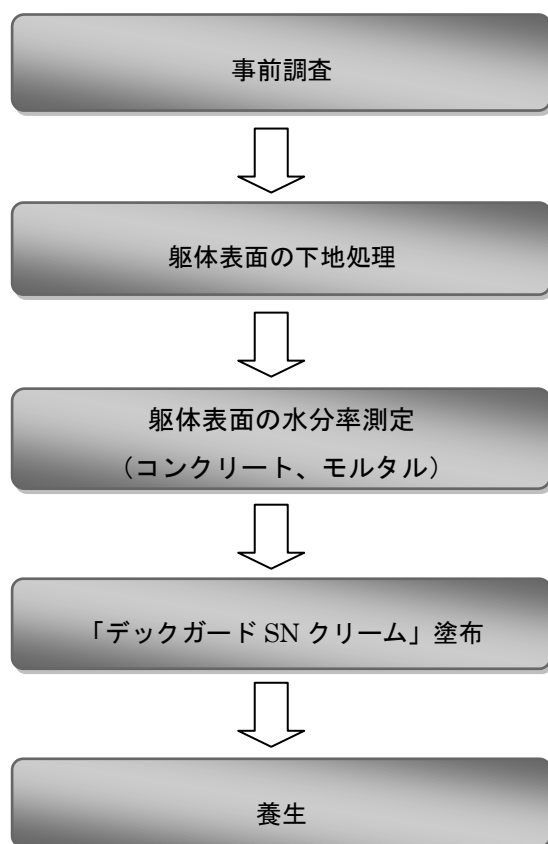 事前調査
躯体表面の下地処理
躯体表面の水分率測定
（コンクリート、モルタル）
「デックガード SN クリーム」塗布
養生